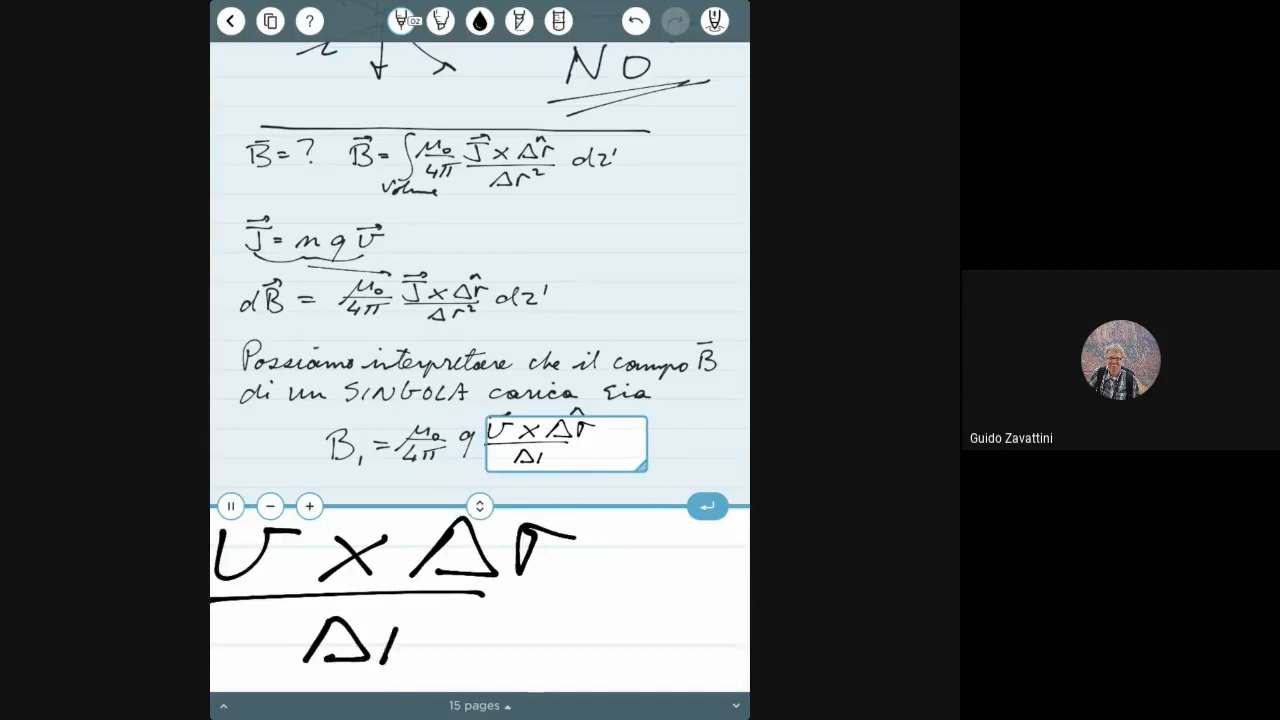 ?
02
NO
B̄ = ? B⃗ = ∫ μ₀/4π J⃗ × Δr̂ / Δr² dτ'
Volume
J⃗ = n q v⃗
dB⃗ = μ₀/4π J⃗ × Δr̂ / Δr² dτ'
Possiamo interpretare che il campo B̄
di un SINGOLA carica sia
B₁ = μ₀/4π q v⃗ × Δr̂ / Δ
v × Δr
Δ
15 pages
Guido Zavattini